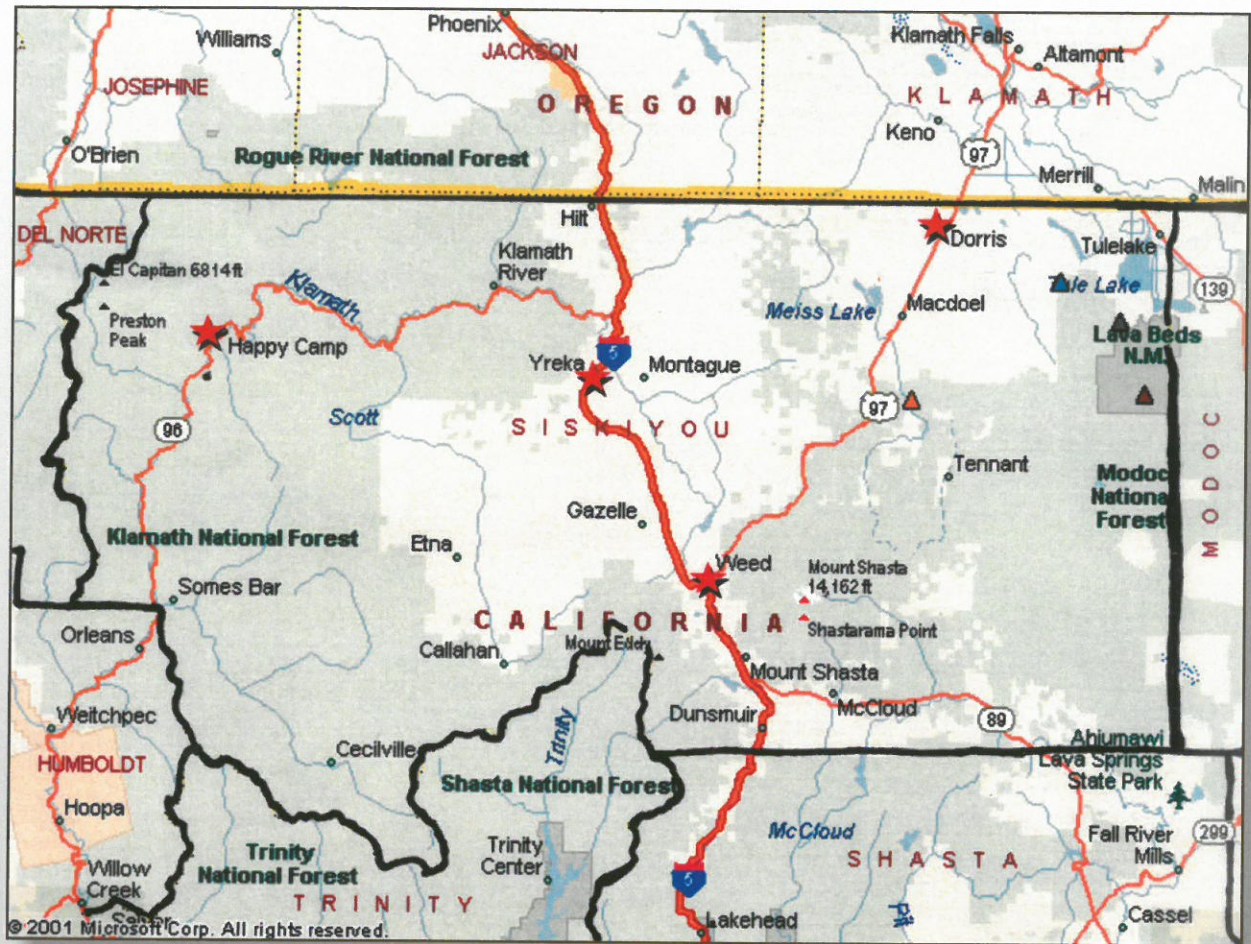 Phoenix
Williams
JACKSON
Klamath Falls
Altamont
JOSEPHINE
OREGON
KLAMATH
Keno
O'Brien
97
Rogue River National Forest
Merrill
Malin
Hilt
DEL NORTE
Dorris
Tulelake
El Capitan 6814 ft
Klamath
River
Klamath
139
Meiss Lake
Macdoel
Preston
Peak
Happy Camp
Lava Beds
N.M.
5
Yreka
Montague
97
Scott
96
SISKIYOU
MODOC
Tennant
Modoc
National
Forest
Gazelle
Klamath National Forest
Etna
Weed
Mount Shasta
14,162 ft
Somes Bar
CALIFORNIA
Shastarama Point
Orleans
Callahan
Mount Eddy
Mount Shasta
McCloud
Weitchpec
Dunsmuir
89
Trinity
Cecilville
Ahjumawi
Lava Springs
State Park
HUMBOLDT
Shasta National Forest
Hoopa
McCloud
Fall River
Mills
299
Trinity
National Forest
Trinity
Center
SHASTA
Willow
Creek
5
TRINITY
Lakehead
Cassel
© 2001 Microsoft Corp. All rights reserved.